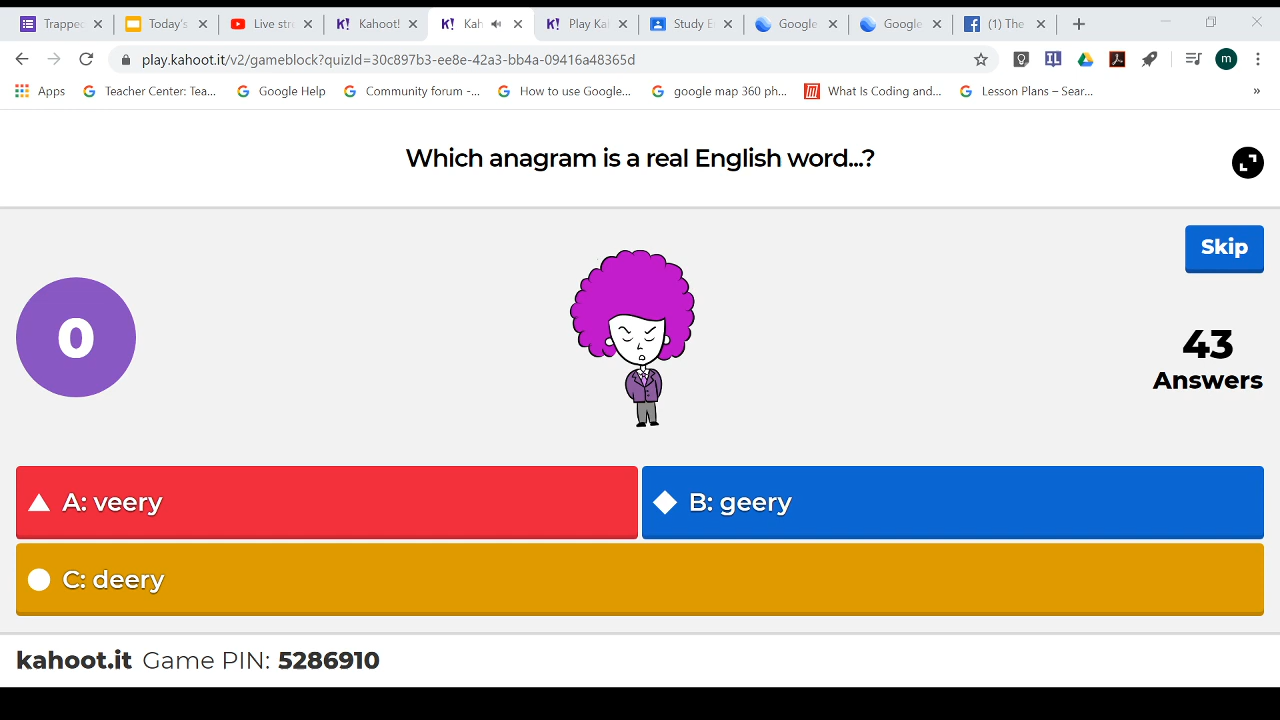 Trapped
Today's
Live str
Kahoot!
Kah
Play Ka
Study E
Google
Google
(1) The
play.kahoot.it/v2/gameblock?quizId=30c897b3-ee8e-42a3-bb4a-09416a48365d
IL
m
Apps
Teacher Center: Tea...
Google Help
Community forum -...
How to use Google...
google map 360 ph...
What Is Coding and...
Lesson Plans – Sear...
»
Which anagram is a real English word...?
Skip
0
43
Answers
A: veery
B: geery
C: deery
kahoot.it Game PIN: 5286910